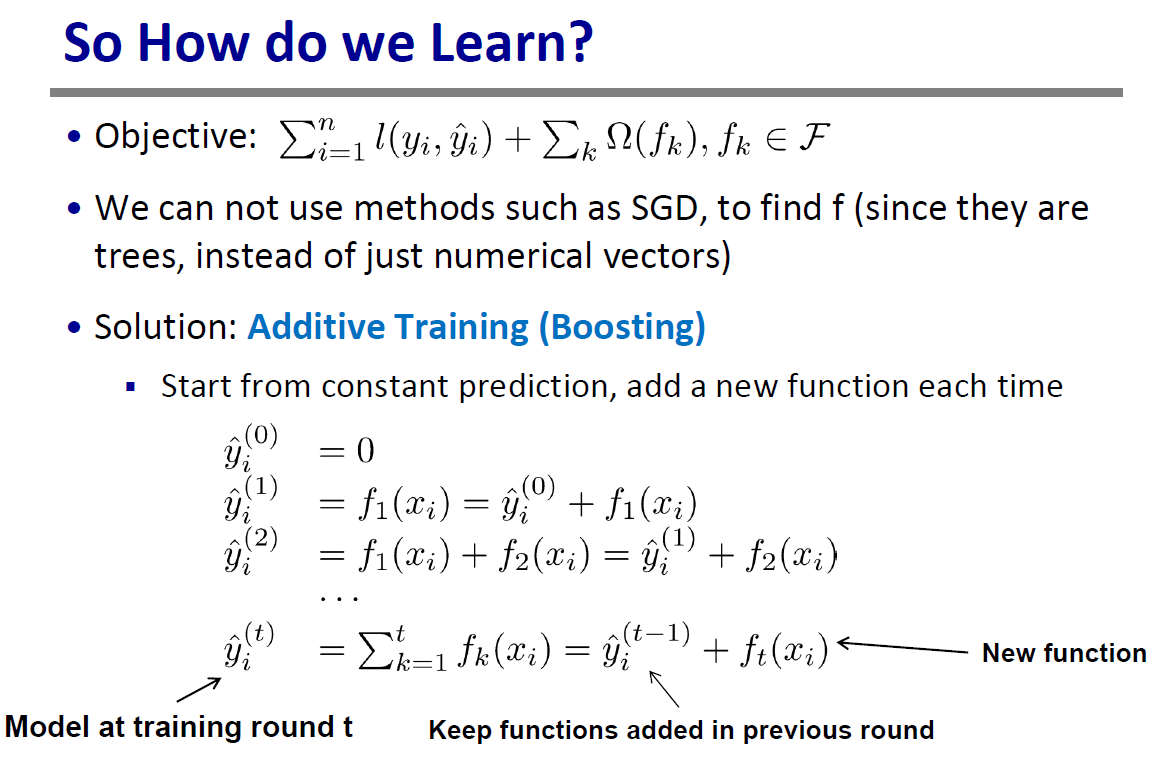 So How do we Learn?
• Objective: $\sum_{i=1}^{n} l(y_i, \hat{y}_i) + \sum_k \Omega(f_k), f_k \in \mathcal{F}$
• We can not use methods such as SGD, to find f (since they are
trees, instead of just numerical vectors)
• Solution: Additive Training (Boosting)
▪ Start from constant prediction, add a new function each time
$\hat{y}_i^{(0)} = 0$
$\hat{y}_i^{(1)} = f_1(x_i) = \hat{y}_i^{(0)} + f_1(x_i)$
$\hat{y}_i^{(2)} = f_1(x_i) + f_2(x_i) = \hat{y}_i^{(1)} + f_2(x_i)$
$\cdots$
$\hat{y}_i^{(t)} = \sum_{k=1}^{t} f_k(x_i) = \hat{y}_i^{(t-1)} + f_t(x_i)$
New function
Model at training round t
Keep functions added in previous round